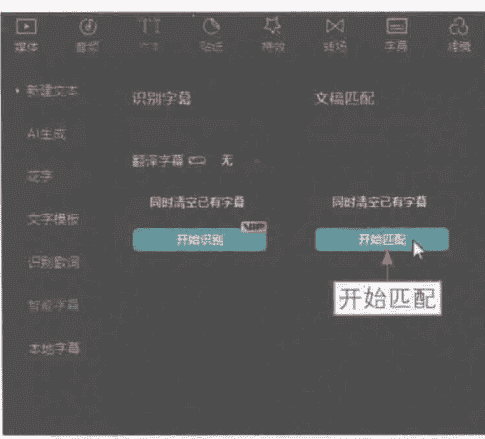 媒体 音频 文本 贴纸 特效 转场 字幕
新建文本
识别字幕 文稿匹配
AI生成
翻译字幕 无
花字
同时清空已有字幕 同时清空已有字幕
文字模板
开始识别 开始匹配
识别歌词
开始匹配
智能字幕
本地字幕